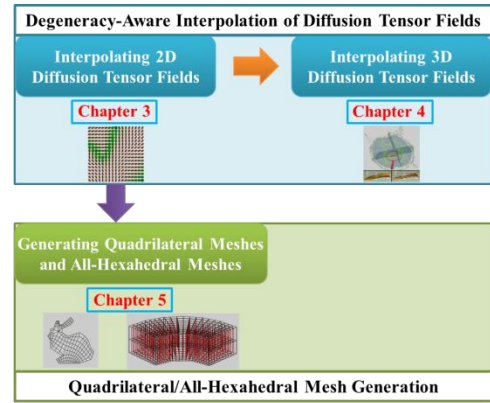 Degeneracy-Aware Interpolation of Diffusion Tensor Fields
Interpolating 2D
Diffusion Tensor Fields
Interpolating 3D
Diffusion Tensor Fields
Chapter 3
Chapter 4
Generating Quadrilateral Meshes
and All-Hexahedral Meshes
Chapter 5
Quadrilateral/All-Hexahedral Mesh Generation